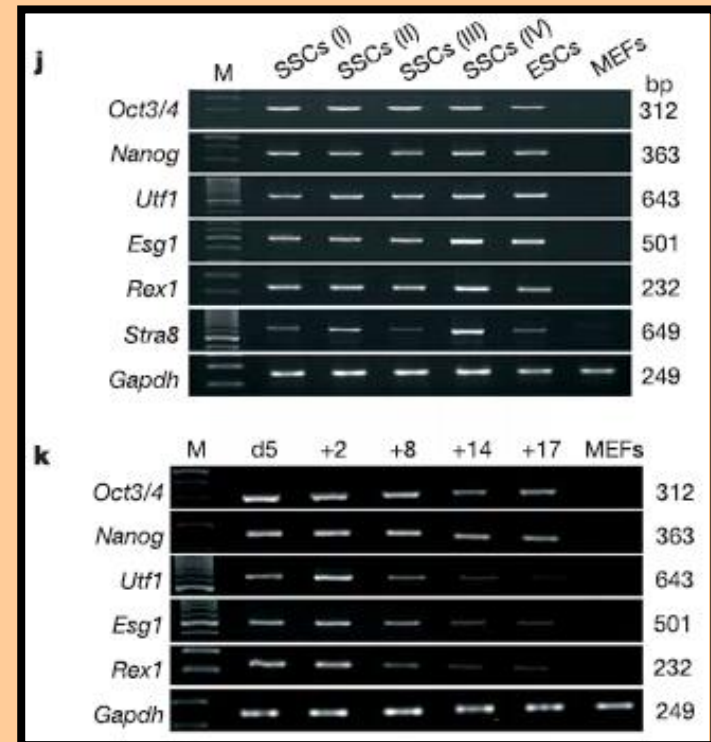 j
M SSCs (I) SSCs (II) SSCs (III) SSCs (IV) ESCs MEFs
bp
Oct3/4 312
Nanog 363
Utf1 643
Esg1 501
Rex1 232
Stra8 649
Gapdh 249
k
M d5 +2 +8 +14 +17 MEFs
Oct3/4 312
Nanog 363
Utf1 643
Esg1 501
Rex1 232
Gapdh 249